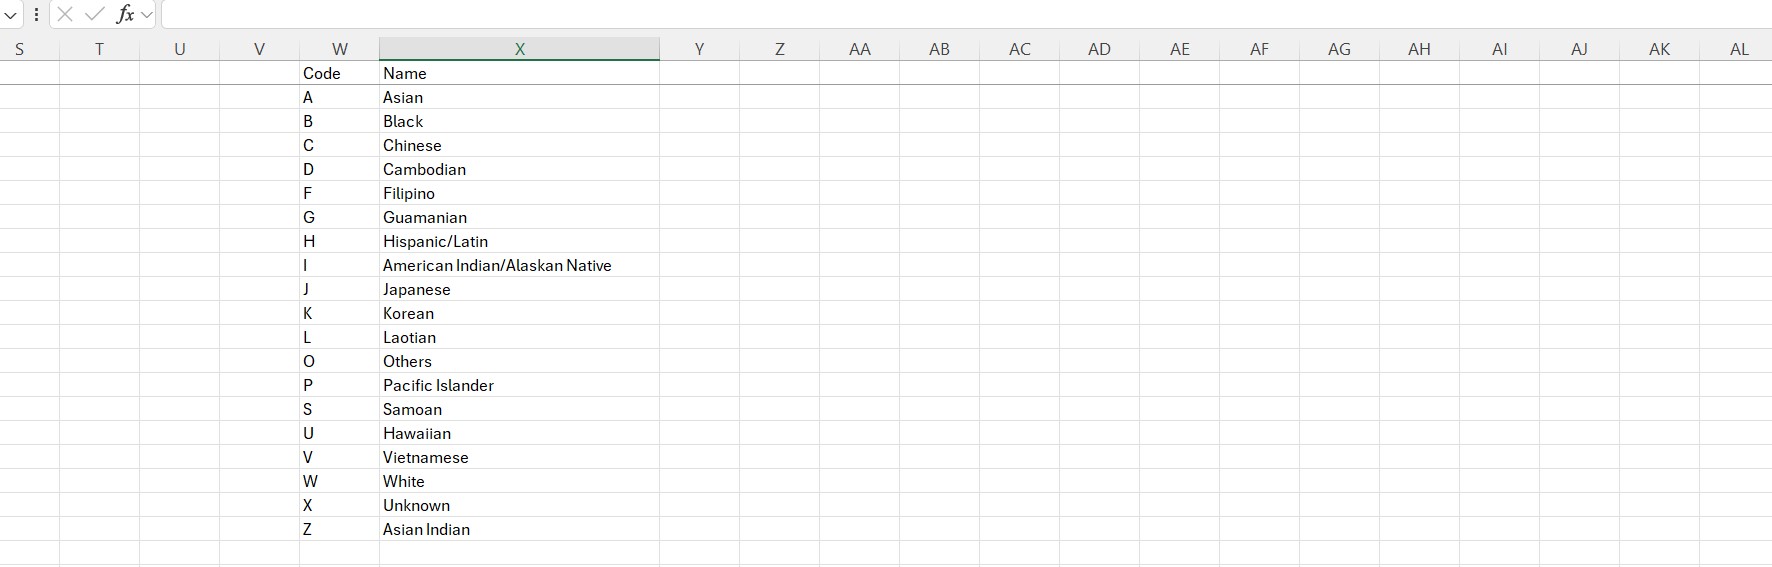 fx
S T U V W X Y Z AA AB AC AD AE AF AG AH AI AJ AK AL
Code Name
A Asian
B Black
C Chinese
D Cambodian
F Filipino
G Guamanian
H Hispanic/Latin
I American Indian/Alaskan Native
J Japanese
K Korean
L Laotian
O Others
P Pacific Islander
S Samoan
U Hawaiian
V Vietnamese
W White
X Unknown
Z Asian Indian